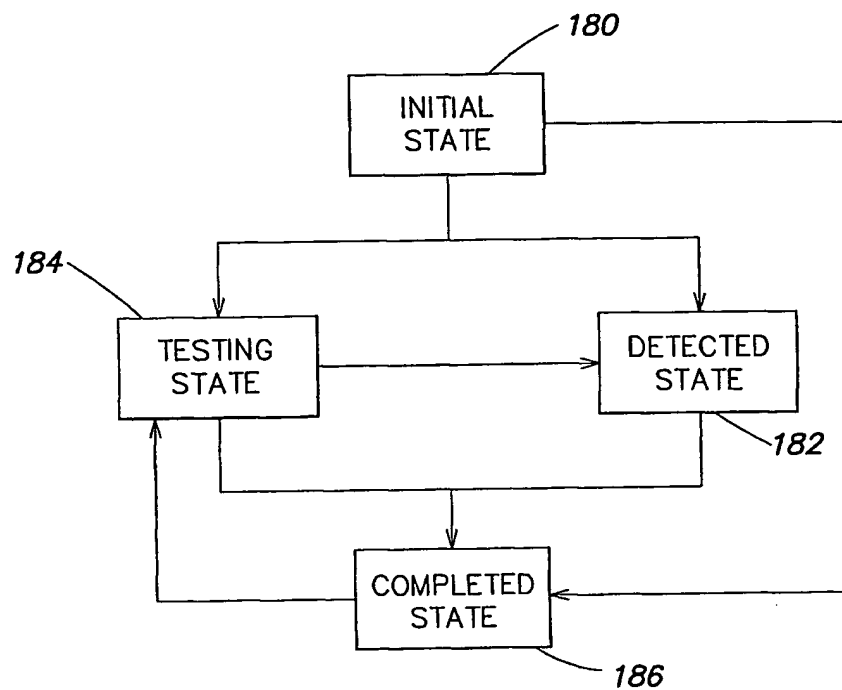 180
INITIAL
STATE
184
TESTING
STATE
DETECTED
STATE
182
COMPLETED
STATE
186